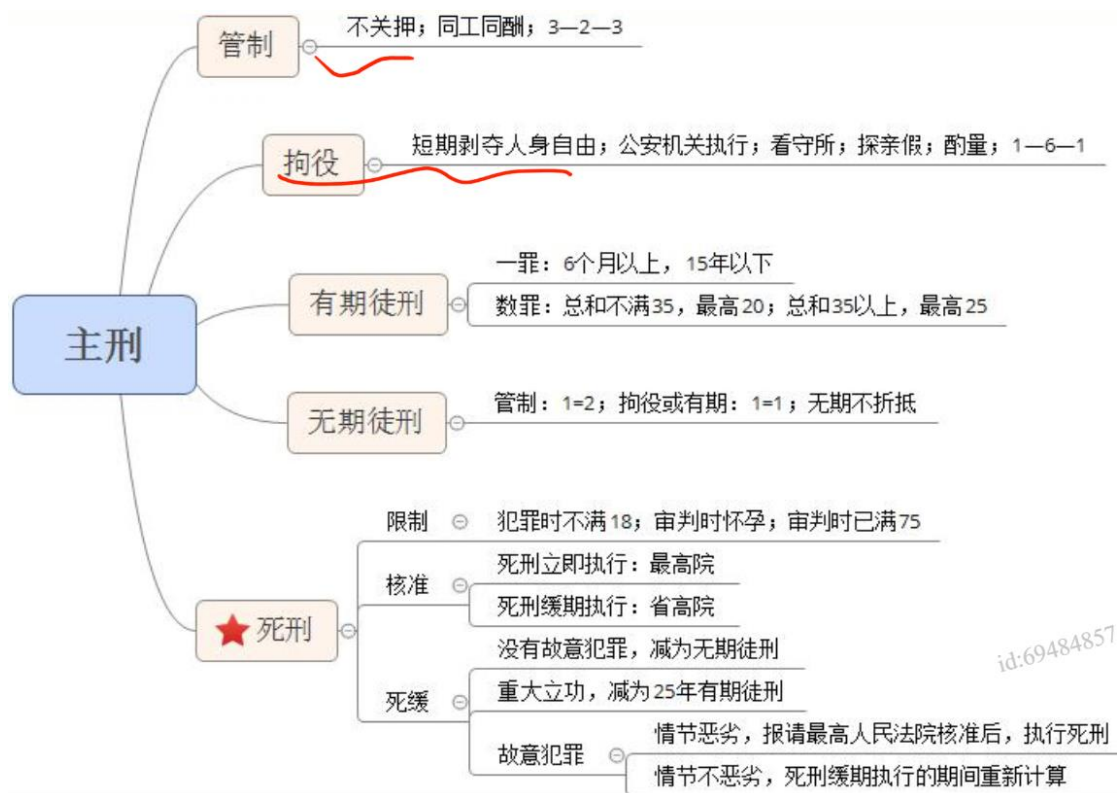 管制
不关押；同工同酬；3—2—3
拘役
短期剥夺人身自由；公安机关执行；看守所；探亲假；酌量；1—6—1
有期徒刑
一罪：6个月以上，15年以下
数罪：总和不满35，最高20；总和35以上，最高25
主刑
无期徒刑
管制：1=2；拘役或有期：1=1；无期不折抵
死刑
限制
犯罪时不满18；审判时怀孕；审判时已满75
核准
死刑立即执行：最高院
死刑缓期执行：省高院
死缓
没有故意犯罪，减为无期徒刑
重大立功，减为25年有期徒刑
故意犯罪
情节恶劣，报请最高人民法院核准后，执行死刑
情节不恶劣，死刑缓期执行的期间重新计算
id:69484857